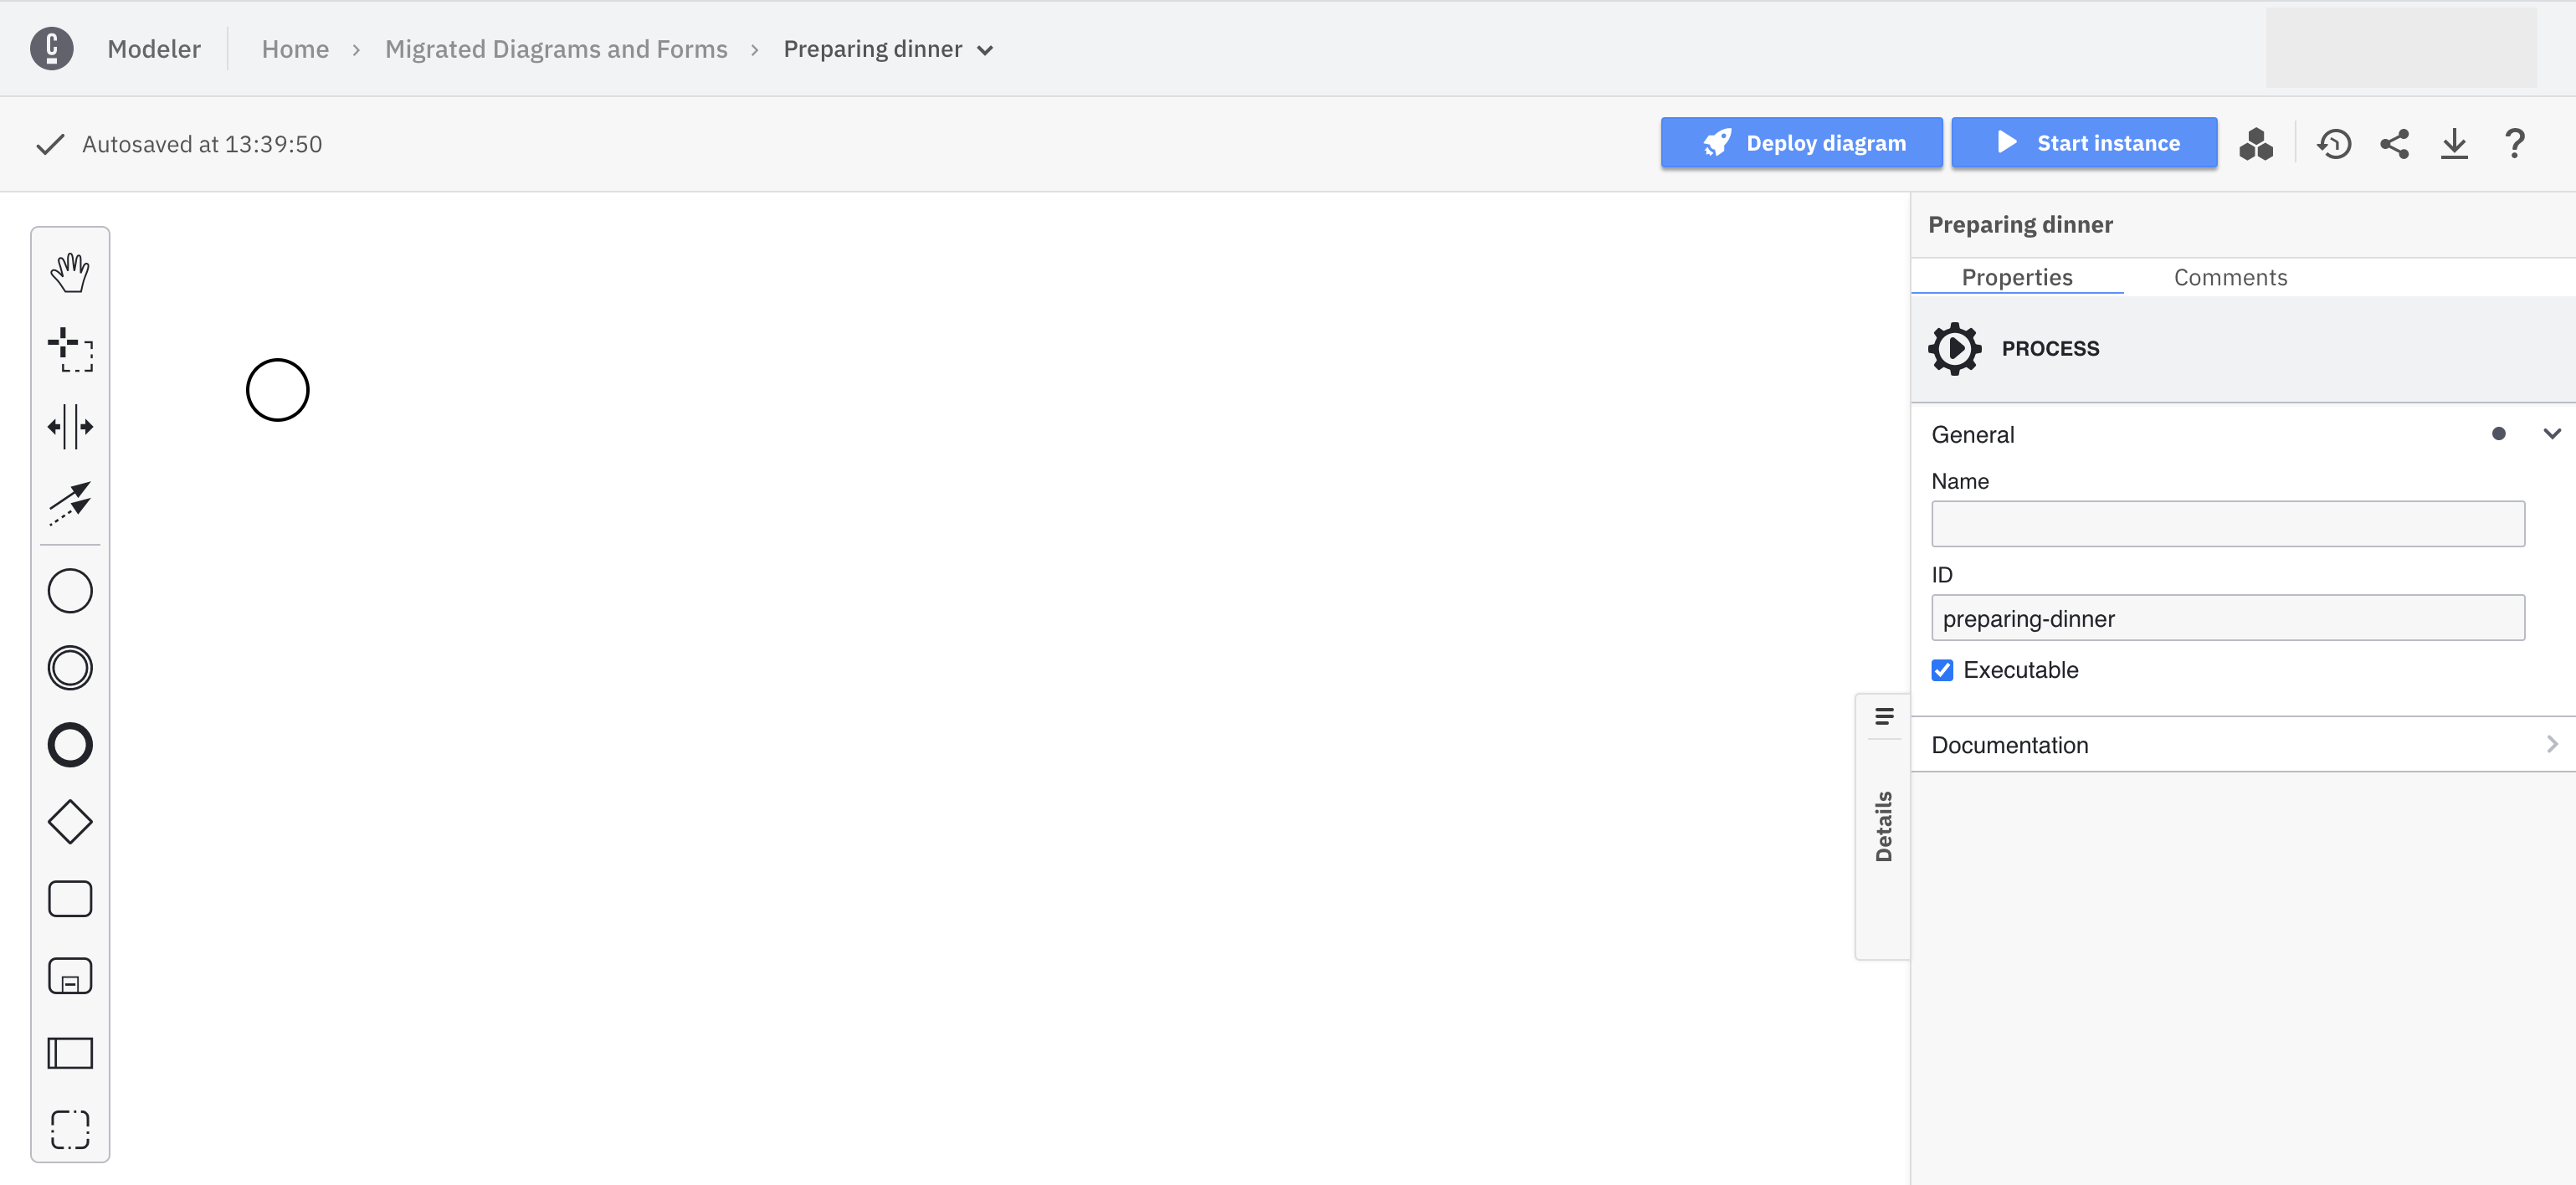 Modeler Home › Migrated Diagrams and Forms › Preparing dinner
Autosaved at 13:39:50
Deploy diagram
Start instance
Preparing dinner
Properties
Comments
PROCESS
General
Name
ID
preparing-dinner
Executable
Documentation
Details